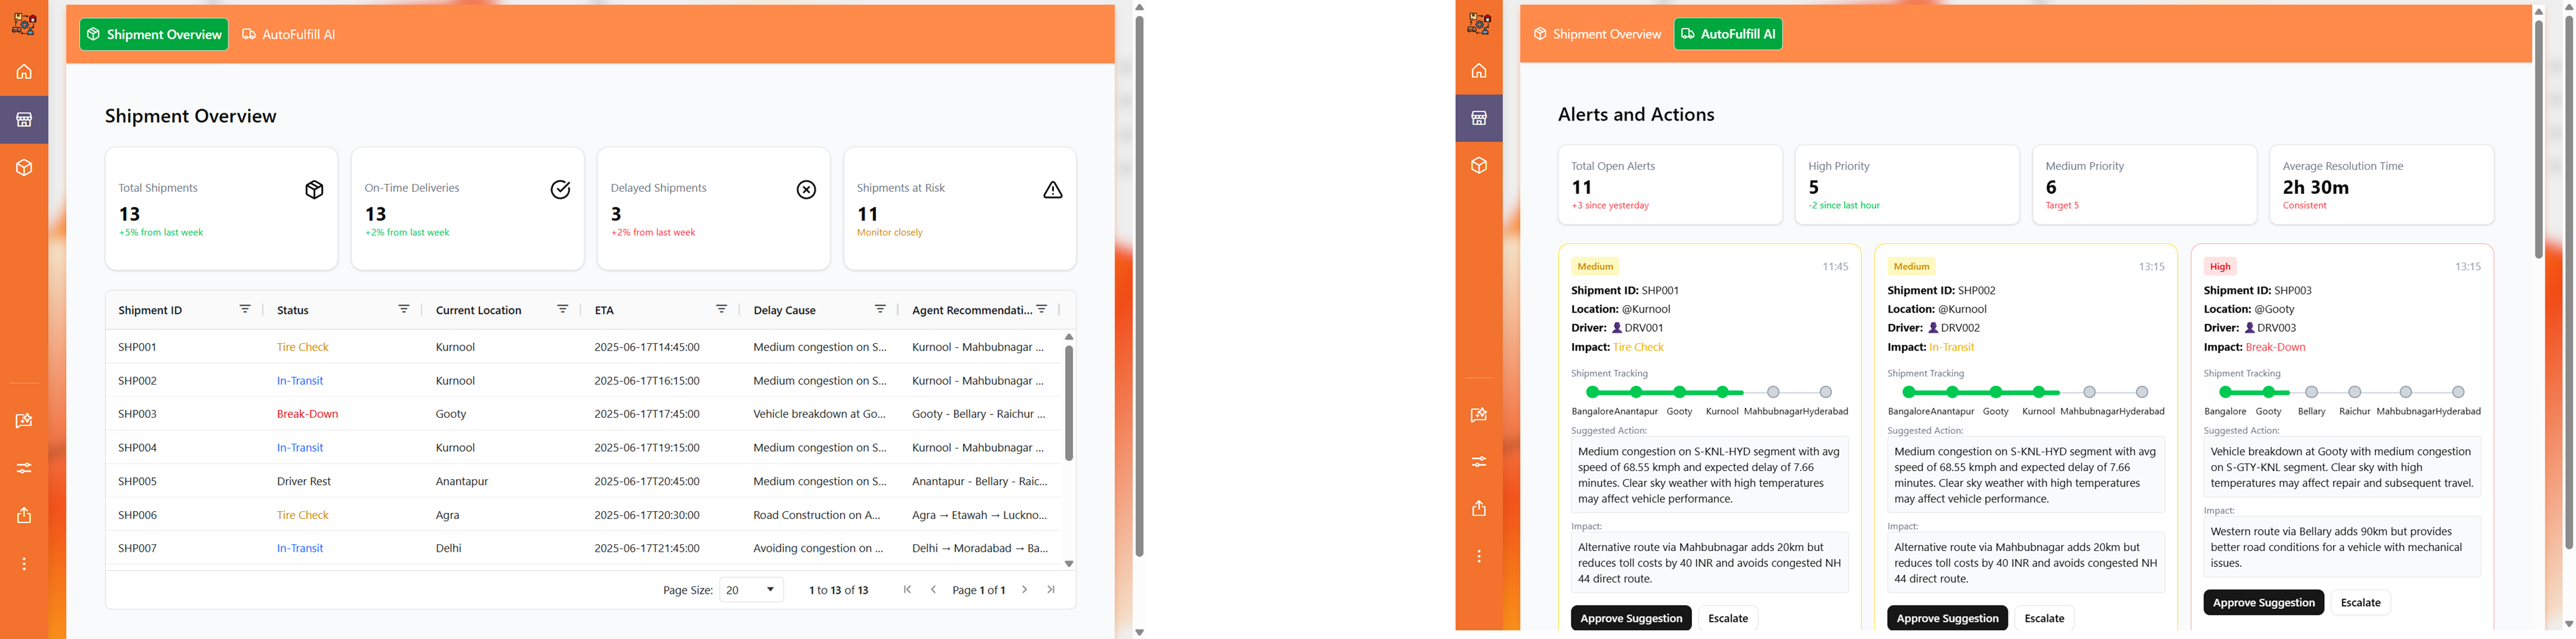 Shipment Overview
AutoFulfill AI
Shipment Overview
Total Shipments
13
+5% from last week
On-Time Deliveries
13
+2% from last week
Delayed Shipments
3
+2% from last week
Shipments at Risk
11
Monitor closely
Shipment ID Status Current Location ETA Delay Cause Agent Recommendati...
SHP001 Tire Check Kurnool 2025-06-17T14:45:00 Medium congestion on S... Kurnool - Mahbubnagar ...
SHP002 In-Transit Kurnool 2025-06-17T16:15:00 Medium congestion on S... Kurnool - Mahbubnagar ...
SHP003 Break-Down Gooty 2025-06-17T17:45:00 Vehicle breakdown at Go... Gooty - Bellary - Raichur ...
SHP004 In-Transit Kurnool 2025-06-17T19:15:00 Medium congestion on S... Kurnool - Mahbubnagar ...
SHP005 Driver Rest Anantapur 2025-06-17T20:45:00 Medium congestion on S... Anantapur - Bellary - Raic...
SHP006 Tire Check Agra 2025-06-17T20:30:00 Road Construction on A... Agra → Etawah → Luckno...
SHP007 In-Transit Delhi 2025-06-17T21:45:00 Avoiding congestion on ... Delhi → Moradabad → Ba...
Page Size: 20 1 to 13 of 13 Page 1 of 1
Shipment Overview
AutoFulfill AI
Alerts and Actions
Total Open Alerts
11
+3 since yesterday
High Priority
5
-2 since last hour
Medium Priority
6
Target 5
Average Resolution Time
2h 30m
Consistent
Medium 11:45
Shipment ID: SHP001
Location: @Kurnool
Driver: DRV001
Impact: Tire Check
Shipment Tracking
Bangalore Anantapur Gooty Kurnool Mahbubnagar Hyderabad
Suggested Action:
Medium congestion on S-KNL-HYD segment with avg
speed of 68.55 kmph and expected delay of 7.66
minutes. Clear sky weather with high temperatures
may affect vehicle performance.
Impact:
Alternative route via Mahbubnagar adds 20km but
reduces toll costs by 40 INR and avoids congested NH
44 direct route.
Approve Suggestion Escalate
Medium 13:15
Shipment ID: SHP002
Location: @Kurnool
Driver: DRV002
Impact: In-Transit
Shipment Tracking
Bangalore Anantapur Gooty Kurnool Mahbubnagar Hyderabad
Suggested Action:
Medium congestion on S-KNL-HYD segment with avg
speed of 68.55 kmph and expected delay of 7.66
minutes. Clear sky weather with high temperatures
may affect vehicle performance.
Impact:
Alternative route via Mahbubnagar adds 20km but
reduces toll costs by 40 INR and avoids congested NH
44 direct route.
Approve Suggestion Escalate
High 13:15
Shipment ID: SHP003
Location: @Gooty
Driver: DRV003
Impact: Break-Down
Shipment Tracking
Bangalore Gooty Bellary Raichur Mahbubnagar Hyderabad
Suggested Action:
Vehicle breakdown at Gooty with medium congestion
on S-GTY-KNL segment. Clear sky with high
temperatures may affect repair and subsequent travel.
Impact:
Western route via Bellary adds 90km but provides
better road conditions for a vehicle with mechanical
issues.
Approve Suggestion Escalate